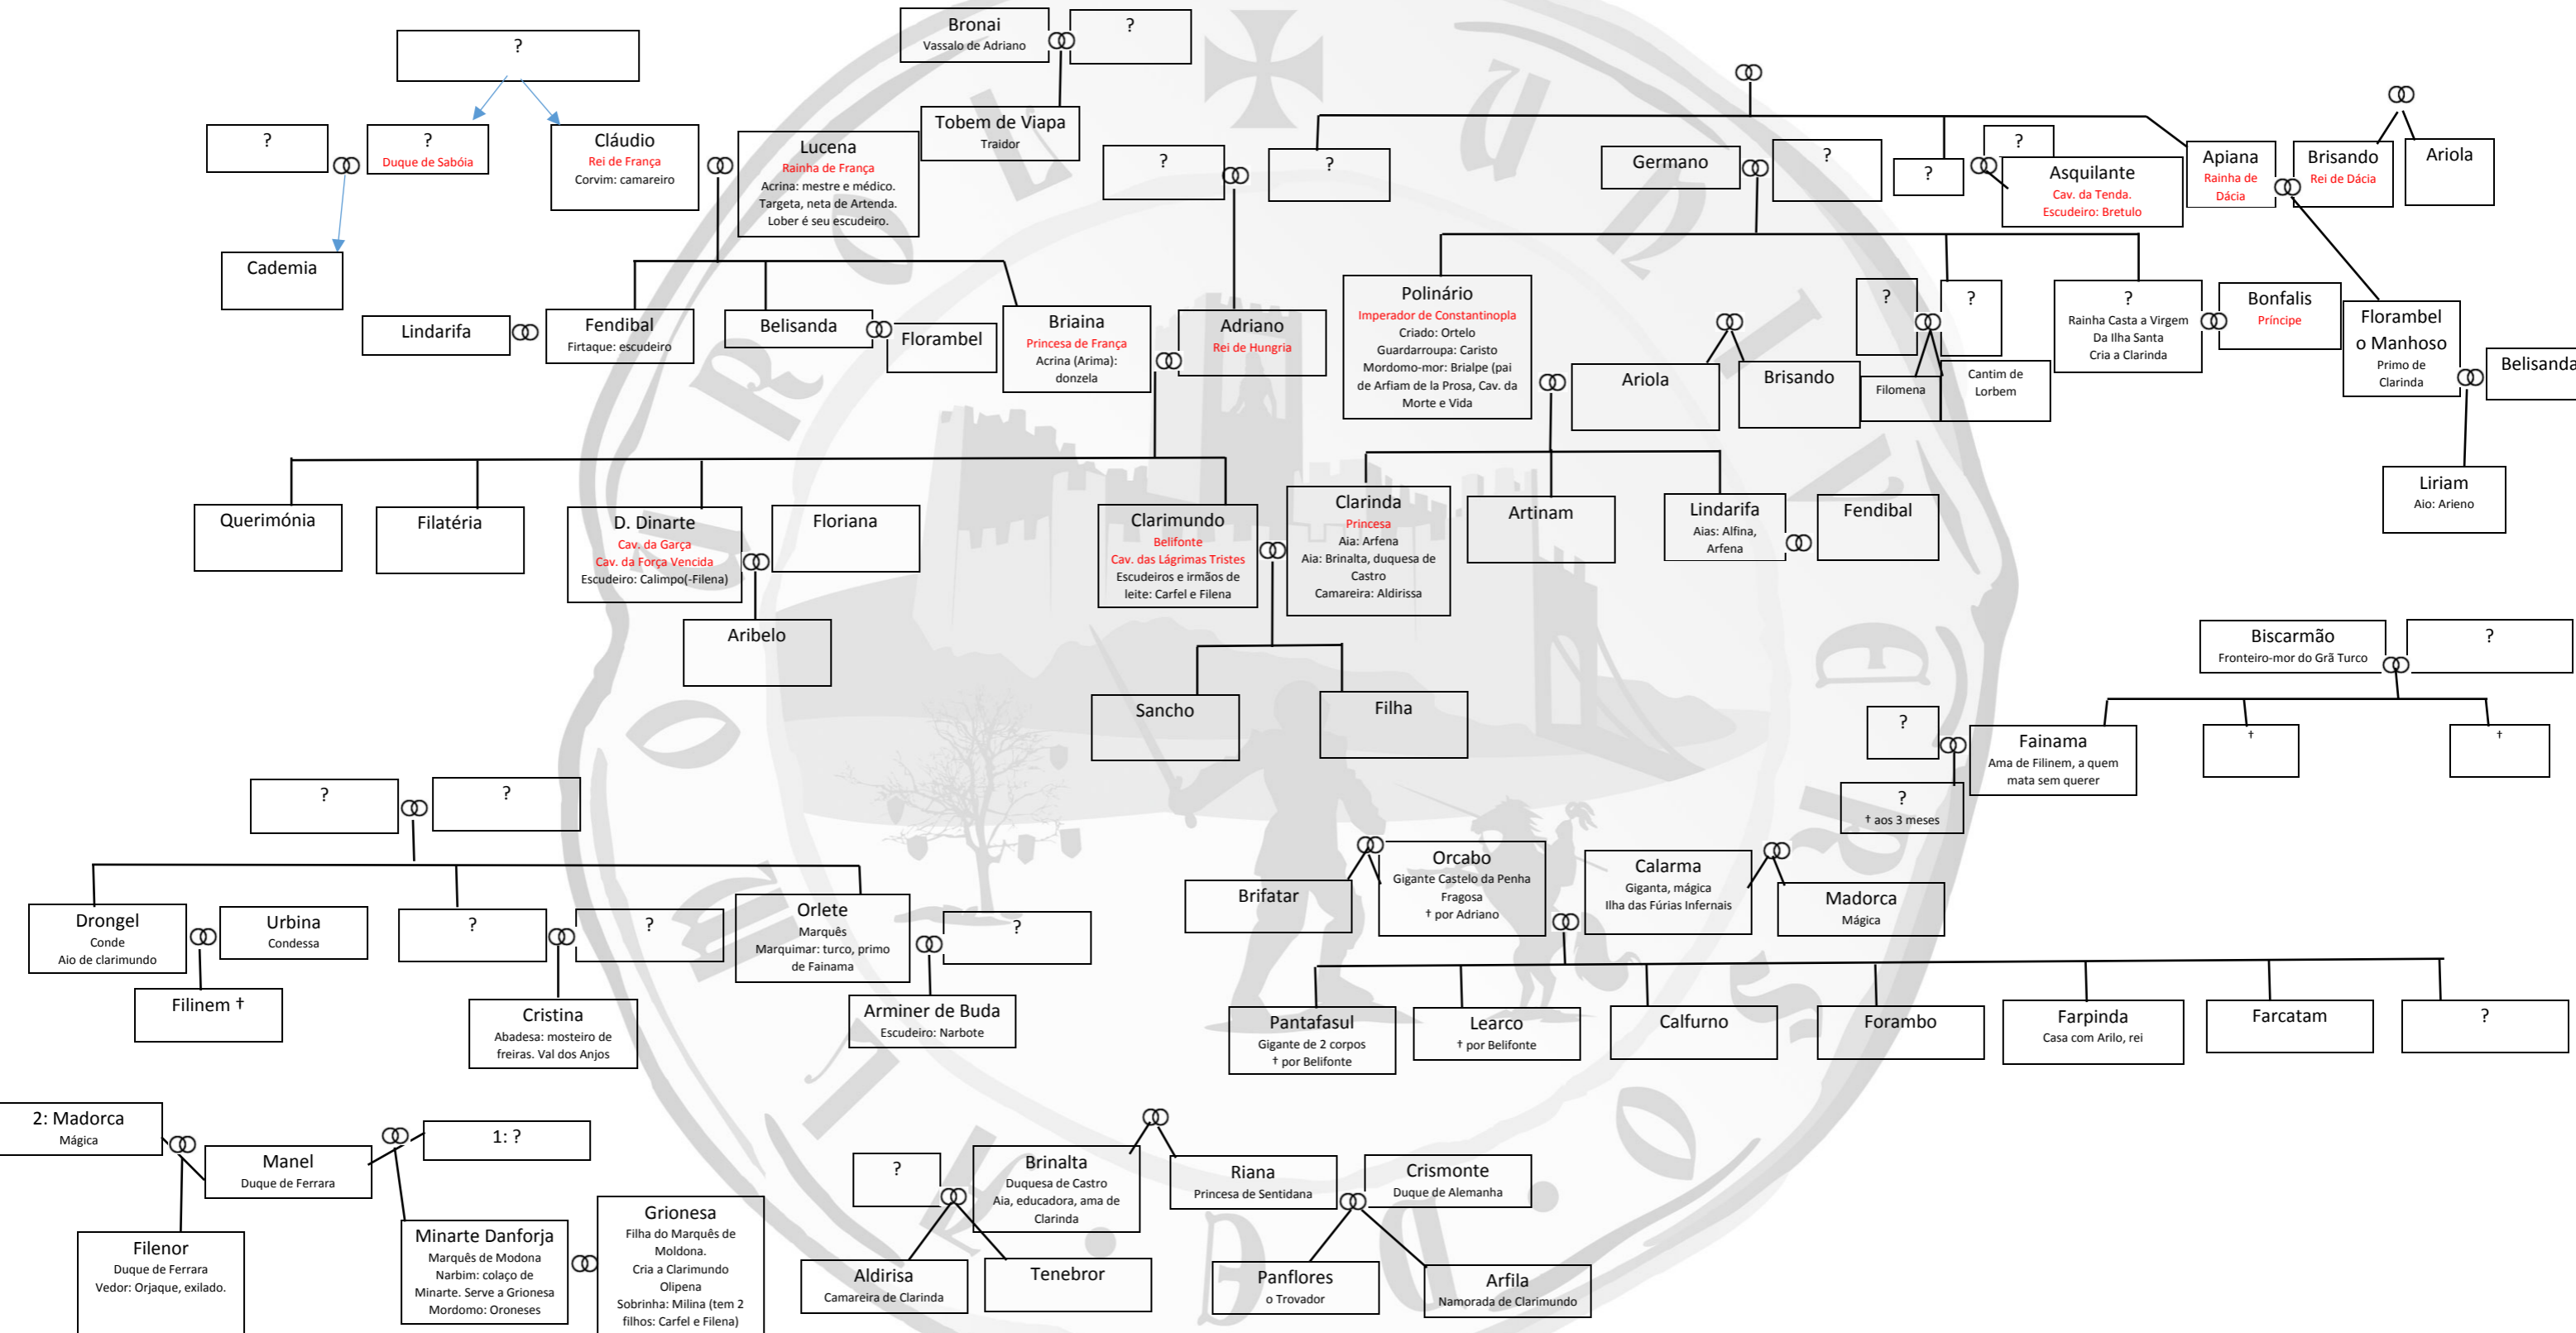 Bronai
Vassalo de Adriano
?
?
Tobem de Viapa
Traidor
?
?
Duque de Sabóia
Cláudio
Rei de França
Corvim: camareiro
Lucena
Rainha de França
Acrina: mestre e médico.
Targeta, neta de Artenda.
Lober é seu escudeiro.
?
?
Germano
?
?
?
Asquilante
Cav. da Tenda.
Escudeiro: Bretulo
Apiana
Rainha de
Dácia
Brisando
Rei de Dácia
Ariola
Cademia
Lindarifa
Fendibal
Firtaque: escudeiro
Belisanda
Florambel
Briaina
Princesa de França
Acrina (Arima):
donzela
Adriano
Rei de Hungria
Polinário
Imperador de Constantinopla
Criado: Ortelo
Guardarroupa: Caristo
Mordomo-mor: Brialpe (pai
de Arfiam de la Prosa, Cav. da
Morte e Vida
Ariola
Brisando
?
?
Filomena
Cantim de
Lorbem
?
Rainha Casta a Virgem
Da Ilha Santa
Cria a Clarinda
Bonfalis
Príncipe
Florambel
o Manhoso
Primo de
Clarinda
Belisanda
Querimónia
Filatéria
D. Dinarte
Cav. da Garça
Cav. da Força Vencida
Escudeiro: Calimpo(-Filena)
Floriana
Clarimundo
Belifonte
Cav. das Lágrimas Tristes
Escudeiros e irmãos de
leite: Carfel e Filena
Clarinda
Princesa
Aia: Arfena
Aia: Brinalta, duquesa de
Castro
Camareira: Aldirissa
Artinam
Lindarifa
Aias: Alfina,
Arfena
Fendibal
Liriam
Aio: Arieno
Aribelo
Sancho
Filha
Biscarmão
Fronteiro-mor do Grã Turco
?
?
Fainama
Ama de Filinem, a quem
mata sem querer
†
†
?
† aos 3 meses
?
?
Drongel
Conde
Aio de clarimundo
Urbina
Condessa
?
?
Orlete
Marquês
Marquimar: turco, primo
de Fainama
?
Filinem †
Cristina
Abadesa: mosteiro de
freiras. Val dos Anjos
Arminer de Buda
Escudeiro: Narbote
Brifatar
Orcabo
Gigante Castelo da Penha
Fragosa
† por Adriano
Calarma
Giganta, mágica
Ilha das Fúrias Infernais
Madorca
Mágica
Pantafasul
Gigante de 2 corpos
† por Belifonte
Learco
† por Belifonte
Calfurno
Forambo
Farpinda
Casa com Arilo, rei
Farcatam
?
2: Madorca
Mágica
Manel
Duque de Ferrara
1: ?
Filenor
Duque de Ferrara
Vedor: Orjaque, exilado.
Minarte Danforja
Marquês de Modona
Narbim: colaço de
Minarte. Serve a Grionesa
Mordomo: Oroneses
Grionesa
Filha do Marquês de
Moldona.
Cria a Clarimundo
Olipena
Sobrinha: Milina (tem 2
filhos: Carfel e Filena)
?
Brinalta
Duquesa de Castro
Aia, educadora, ama de
Clarinda
Riana
Princesa de Sentidana
Crismonte
Duque de Alemanha
Aldirisa
Camareira de Clarinda
Tenebror
Panflores
o Trovador
Arfila
Namorada de Clarimundo